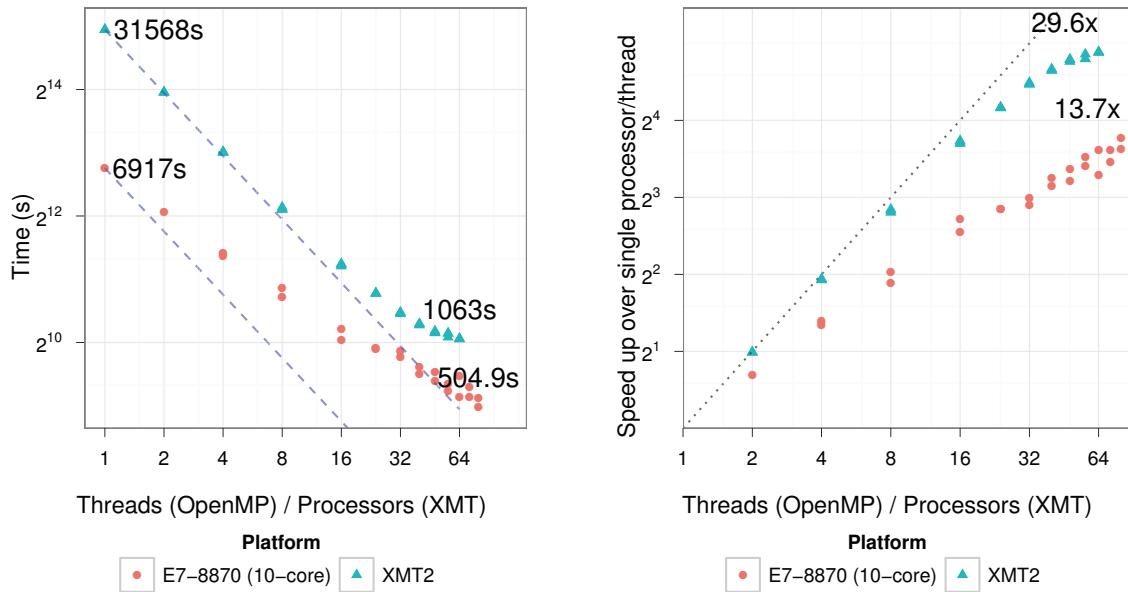 31568s
2^14
6917s
2^12
1063s
2^10
504.9s
Time (s)
1 2 4 8 16 32 64
Threads (OpenMP) / Processors (XMT)
Platform
E7−8870 (10−core) XMT2
29.6x
13.7x
2^4
2^3
2^2
2^1
Speed up over single processor/thread
1 2 4 8 16 32 64
Threads (OpenMP) / Processors (XMT)
Platform
E7−8870 (10−core) XMT2